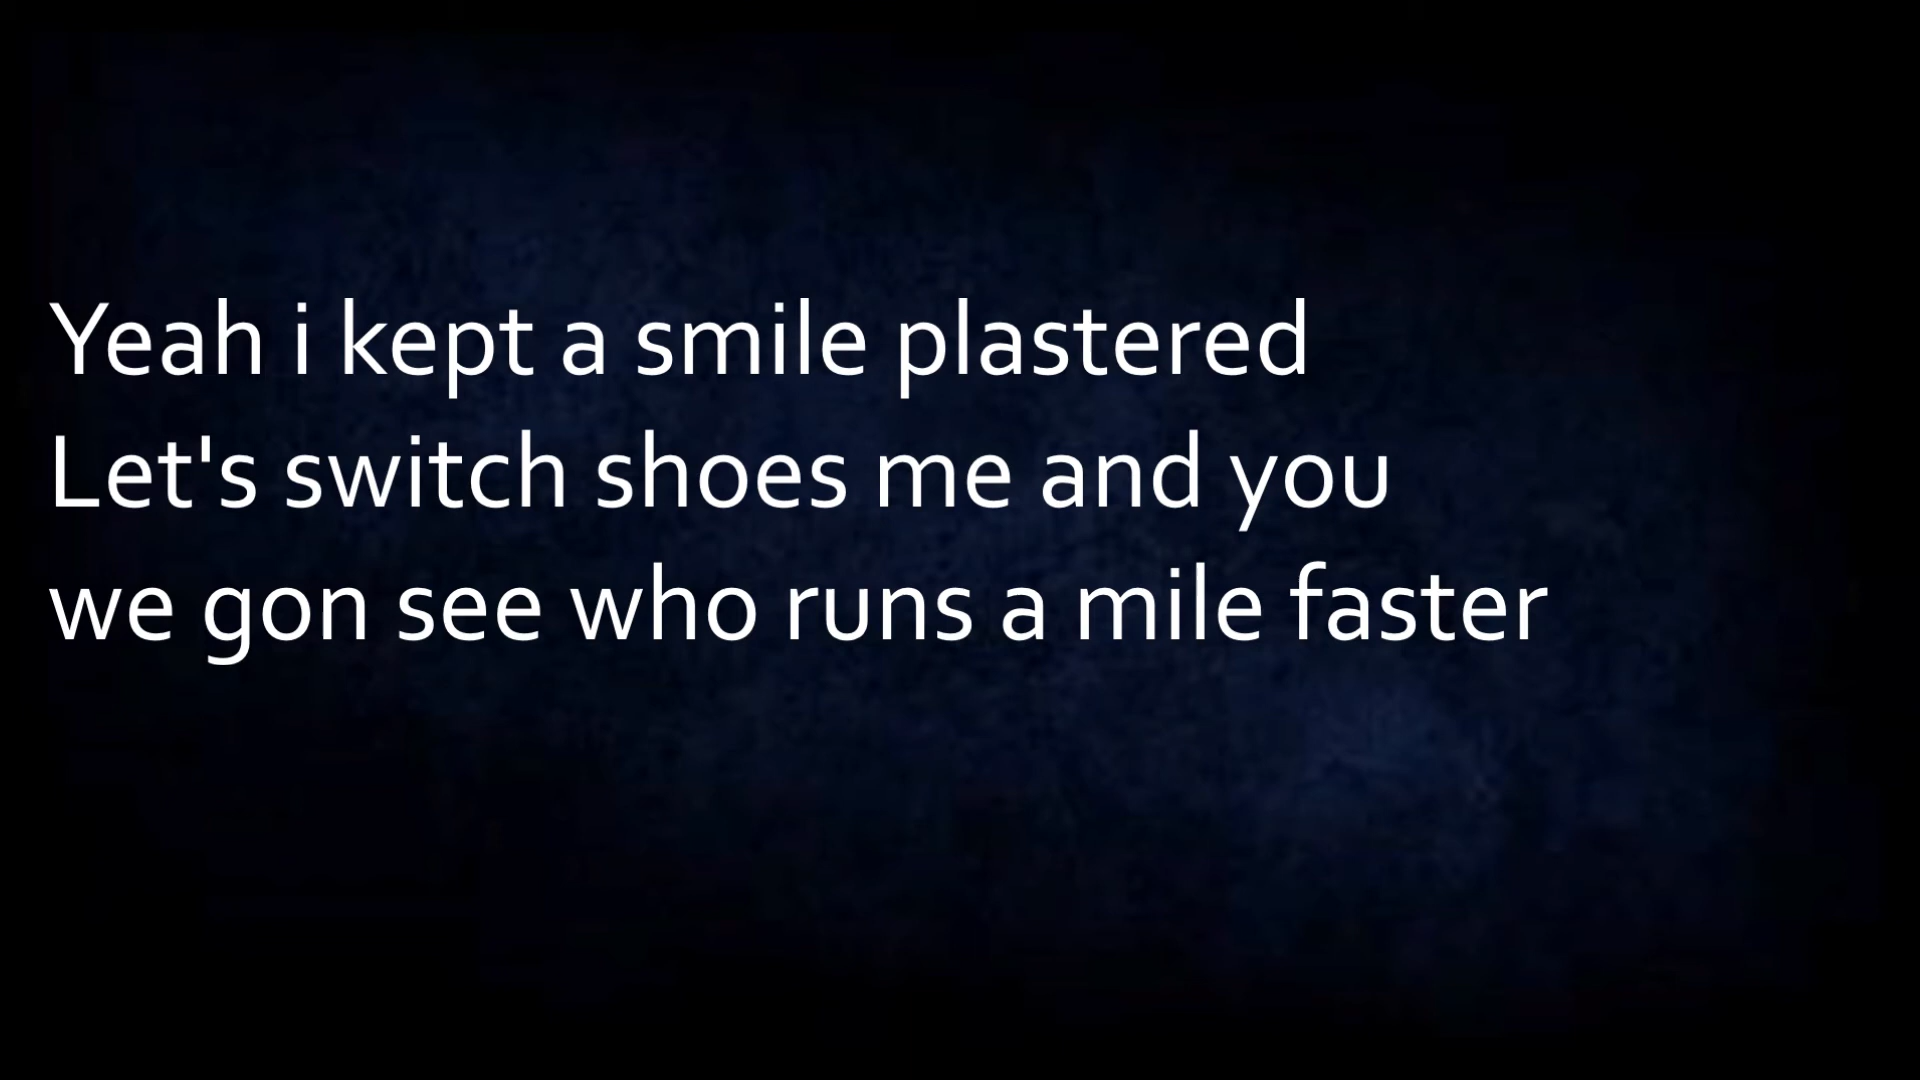 Yeah i kept a smile plastered
Let's switch shoes me and you
we gon see who runs a mile faster